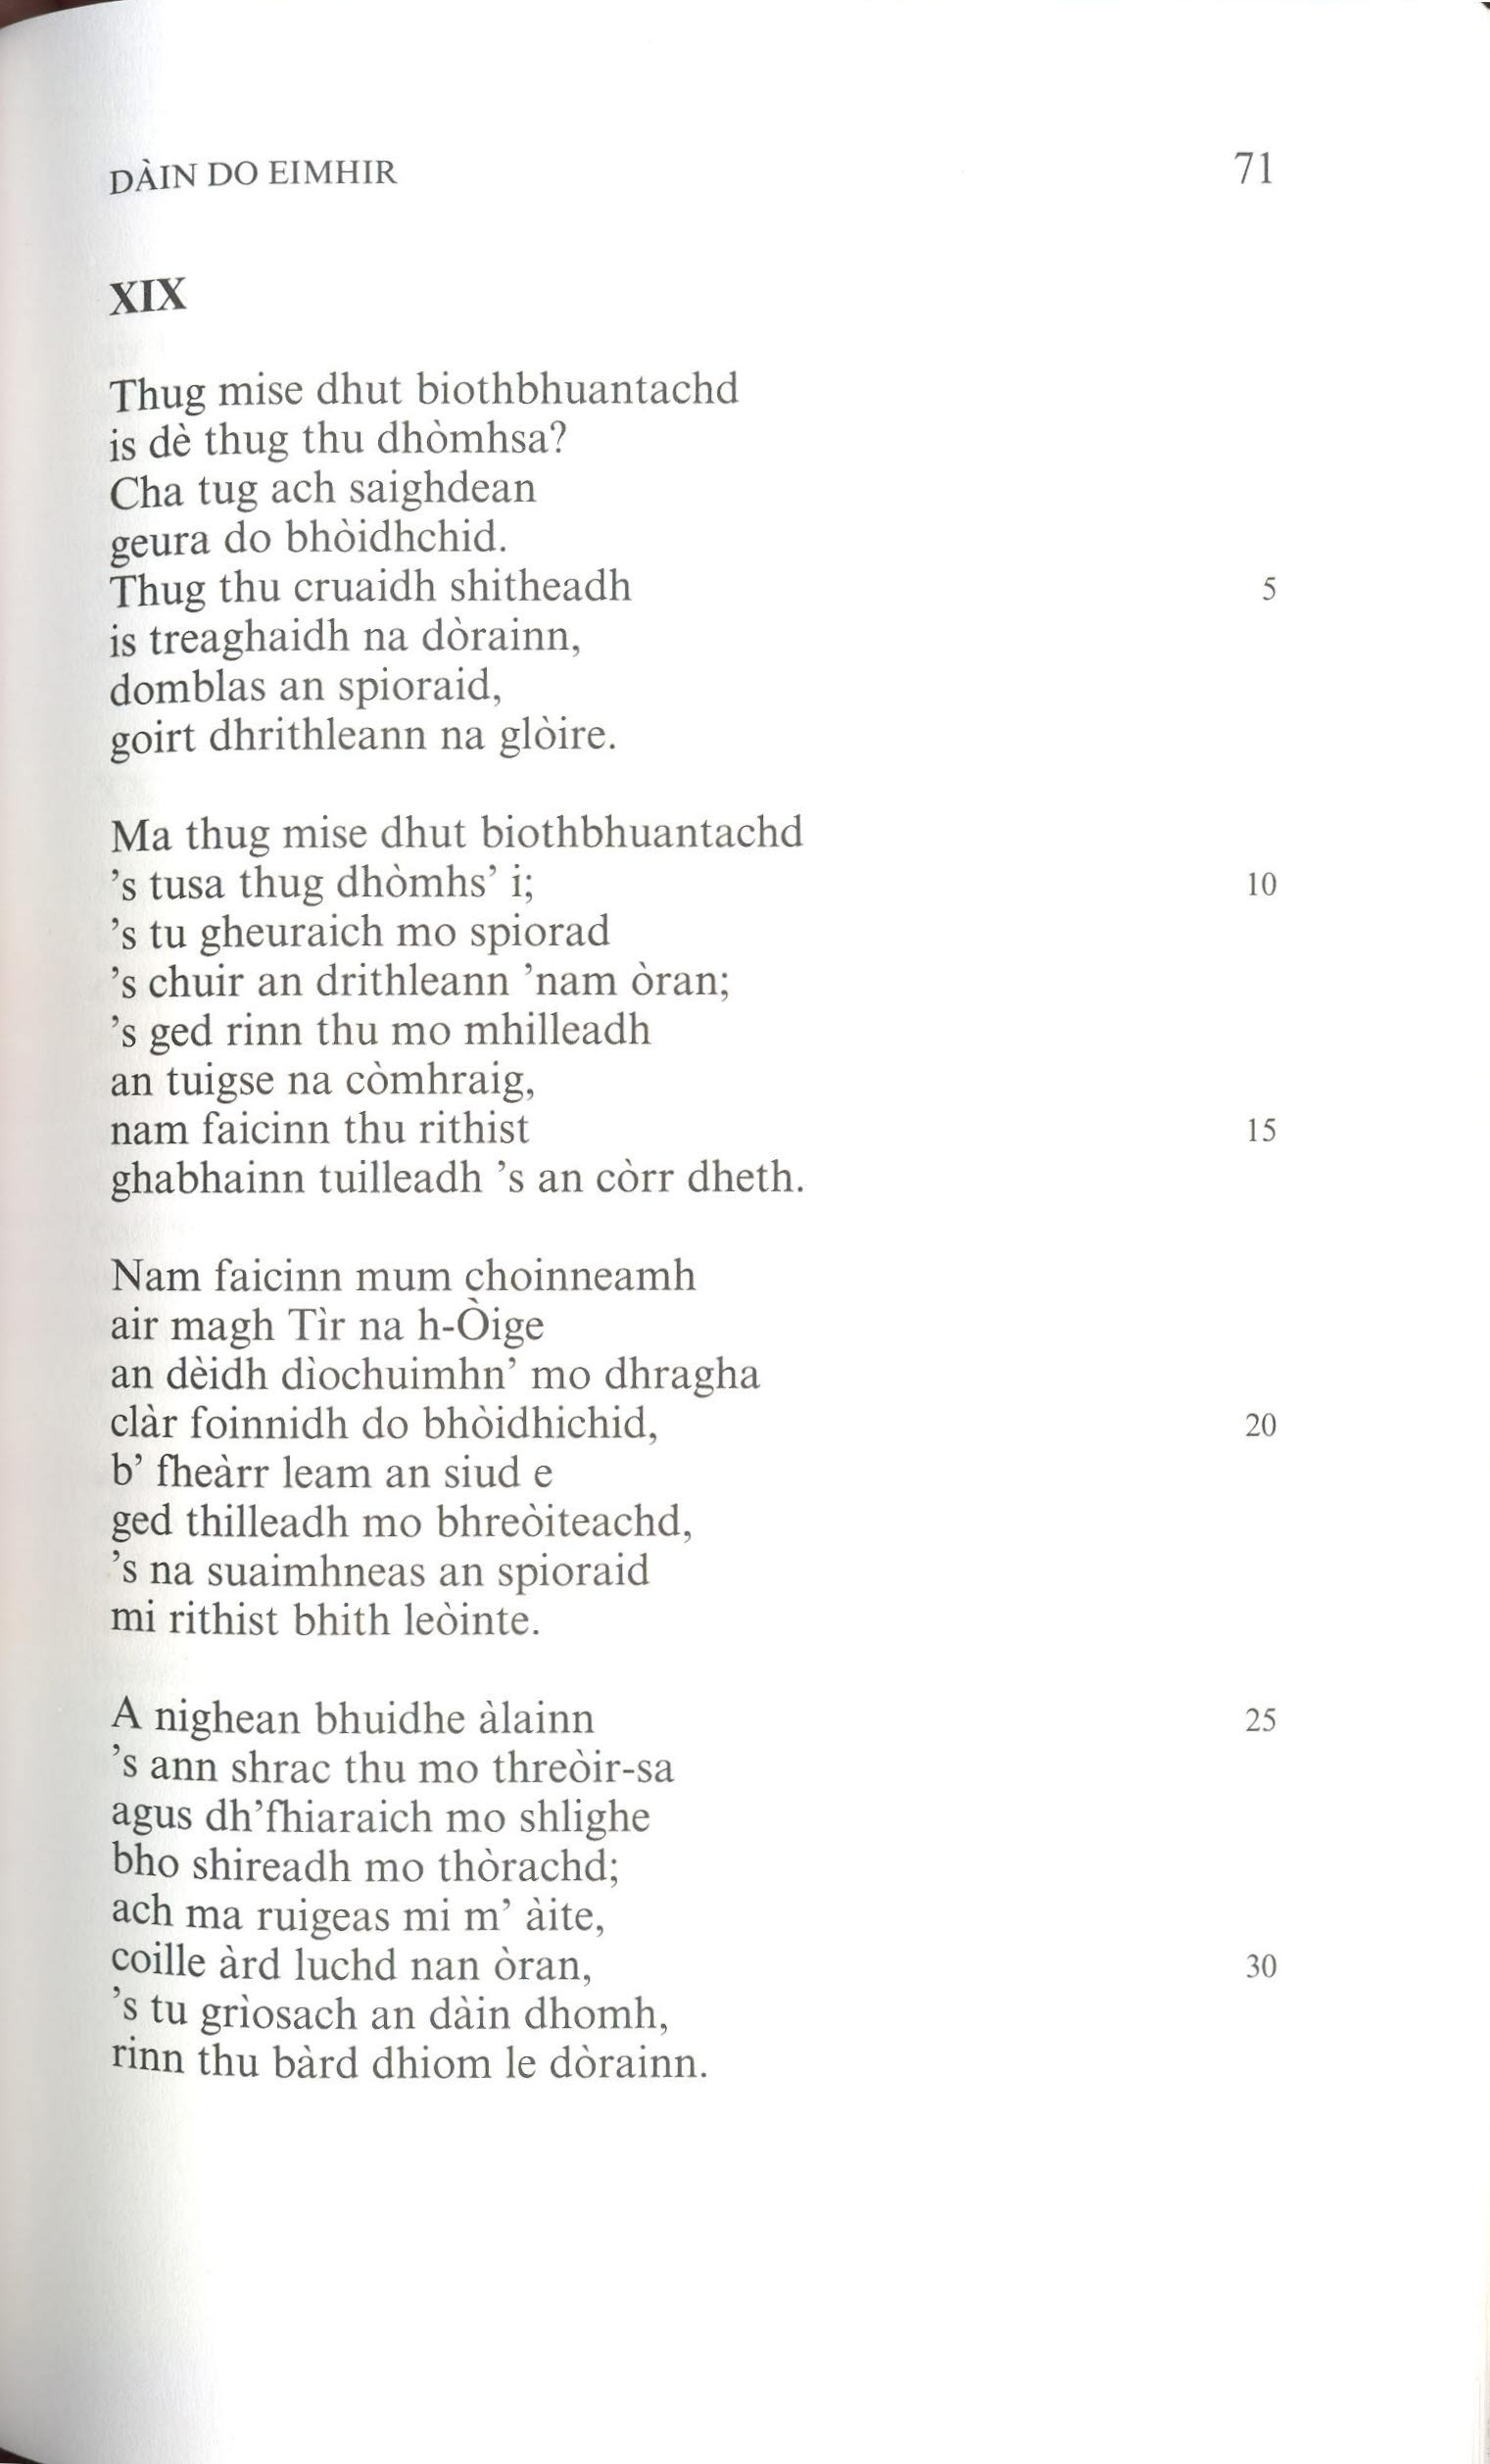 DÀIN DO EIMHIR 71
XIX
Thug mise dhut biothbhuantachd
is dè thug thu dhòmhsa?
Cha tug ach saighdean
geura do bhòidhchid.
Thug thu cruaidh shitheadh 5
is treaghaidh na dòrainn,
domblas an spioraid,
goirt dhrithleann na glòire.
Ma thug mise dhut biothbhuantachd
’s tusa thug dhòmhs’ i; 10
’s tu gheuraich mo spiorad
’s chuir an drithleann ’nam òran;
’s ged rinn thu mo mhilleadh
an tuigse na còmhraig,
nam faicinn thu rithist 15
ghabhainn tuilleadh ’s an còrr dheth.
Nam faicinn mum choinneamh
air magh Tìr na h-Òige
an dèidh dìochuimhn’ mo dhragha
clàr foinnidh do bhòidhichid, 20
b’ fheàrr leam an siud e
ged thilleadh mo bhreòiteachd,
’s na suaimhneas an spioraid
mi rithist bhith leòinte.
A nighean bhuidhe àlainn 25
’s ann shrac thu mo threòir-sa
agus dh’fhiaraich mo shlighe
bho shireadh mo thòrachd;
ach ma ruigeas mi m’ àite,
coille àrd luchd nan òran, 30
’s tu grìosach an dàin dhomh,
rinn thu bàrd dhiom le dòrainn.